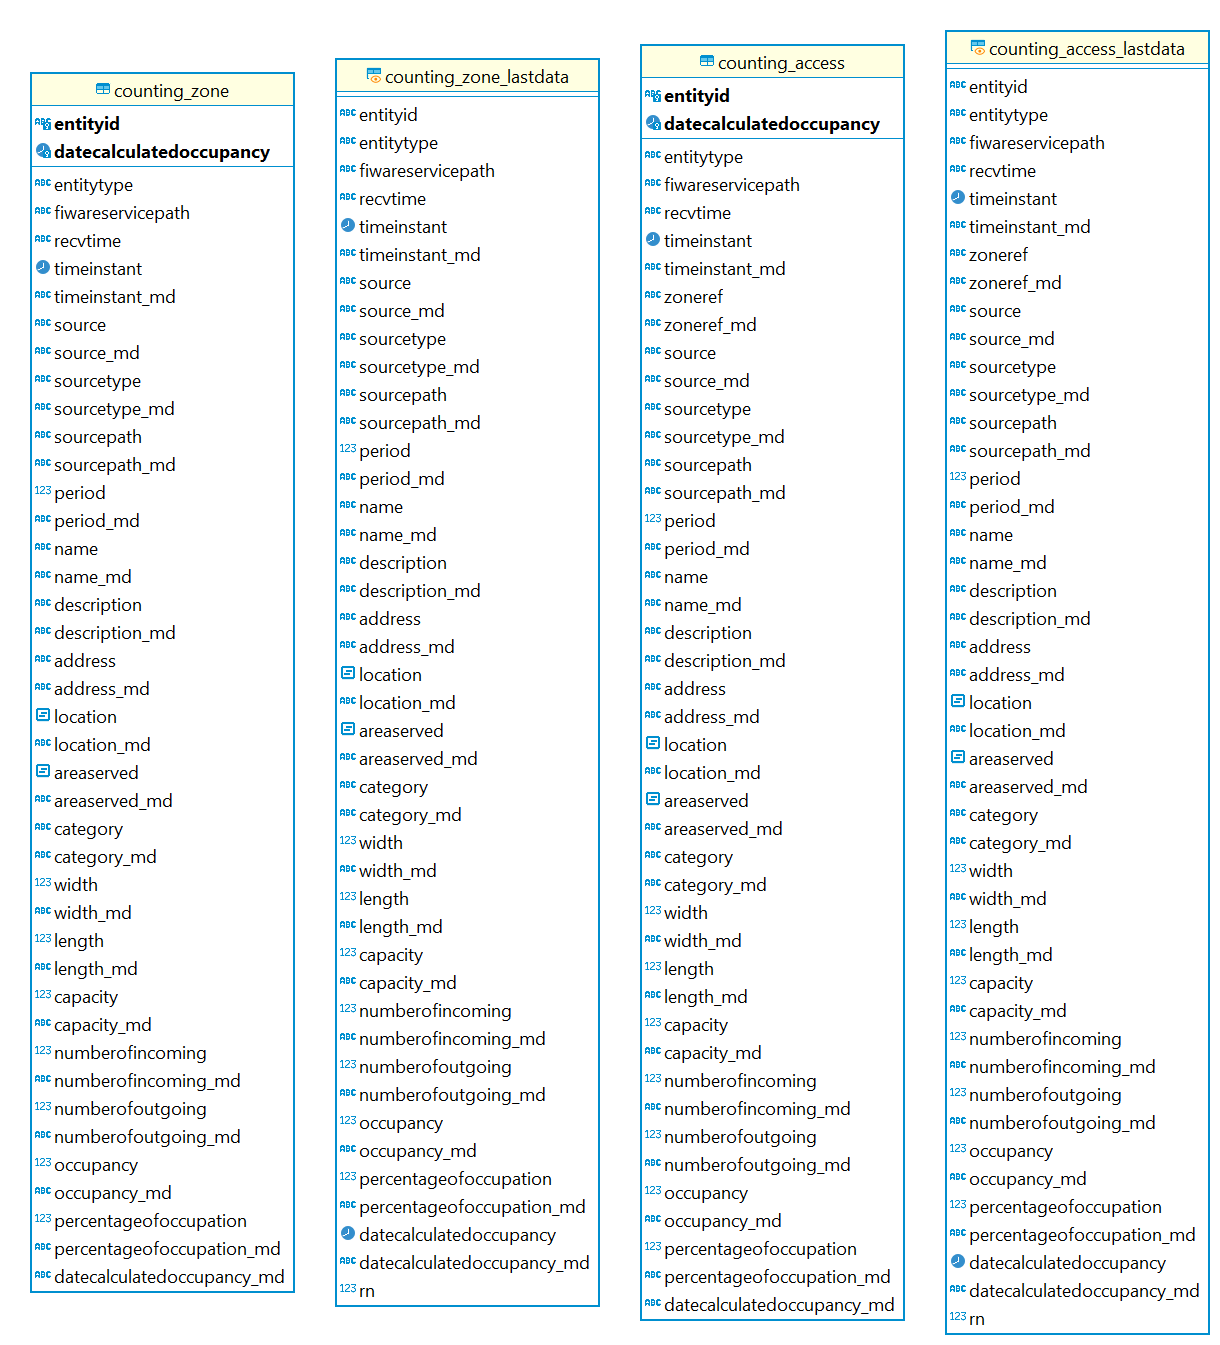 counting_zone
entityid
datecalculatedoccupancy
entitytype
fiwareservicepath
recvtime
timeinstant
timeinstant_md
source
source_md
sourcetype
sourcetype_md
sourcepath
sourcepath_md
123 period
period_md
name
name_md
description
description_md
address
address_md
location
location_md
areaserved
areaserved_md
category
category_md
123 width
width_md
123 length
length_md
123 capacity
capacity_md
123 numberofincoming
numberofincoming_md
123 numberofoutgoing
numberofoutgoing_md
123 occupancy
occupancy_md
123 percentageofoccupation
percentageofoccupation_md
datecalculatedoccupancy_md
counting_zone_lastdata
entityid
entitytype
fiwareservicepath
recvtime
timeinstant
timeinstant_md
source
source_md
sourcetype
sourcetype_md
sourcepath
sourcepath_md
123 period
period_md
name
name_md
description
description_md
address
address_md
location
location_md
areaserved
areaserved_md
category
category_md
123 width
width_md
123 length
length_md
123 capacity
capacity_md
123 numberofincoming
numberofincoming_md
123 numberofoutgoing
numberofoutgoing_md
123 occupancy
occupancy_md
123 percentageofoccupation
percentageofoccupation_md
datecalculatedoccupancy
datecalculatedoccupancy_md
123 rn
counting_access
entityid
datecalculatedoccupancy
entitytype
fiwareservicepath
recvtime
timeinstant
timeinstant_md
zoneref
zoneref_md
source
source_md
sourcetype
sourcetype_md
sourcepath
sourcepath_md
123 period
period_md
name
name_md
description
description_md
address
address_md
location
location_md
areaserved
areaserved_md
category
category_md
123 width
width_md
123 length
length_md
123 capacity
capacity_md
123 numberofincoming
numberofincoming_md
123 numberofoutgoing
numberofoutgoing_md
123 occupancy
occupancy_md
123 percentageofoccupation
percentageofoccupation_md
datecalculatedoccupancy_md
counting_access_lastdata
entityid
entitytype
fiwareservicepath
recvtime
timeinstant
timeinstant_md
zoneref
zoneref_md
source
source_md
sourcetype
sourcetype_md
sourcepath
sourcepath_md
123 period
period_md
name
name_md
description
description_md
address
address_md
location
location_md
areaserved
areaserved_md
category
category_md
123 width
width_md
123 length
length_md
123 capacity
capacity_md
123 numberofincoming
numberofincoming_md
123 numberofoutgoing
numberofoutgoing_md
123 occupancy
occupancy_md
123 percentageofoccupation
percentageofoccupation_md
datecalculatedoccupancy
datecalculatedoccupancy_md
123 rn